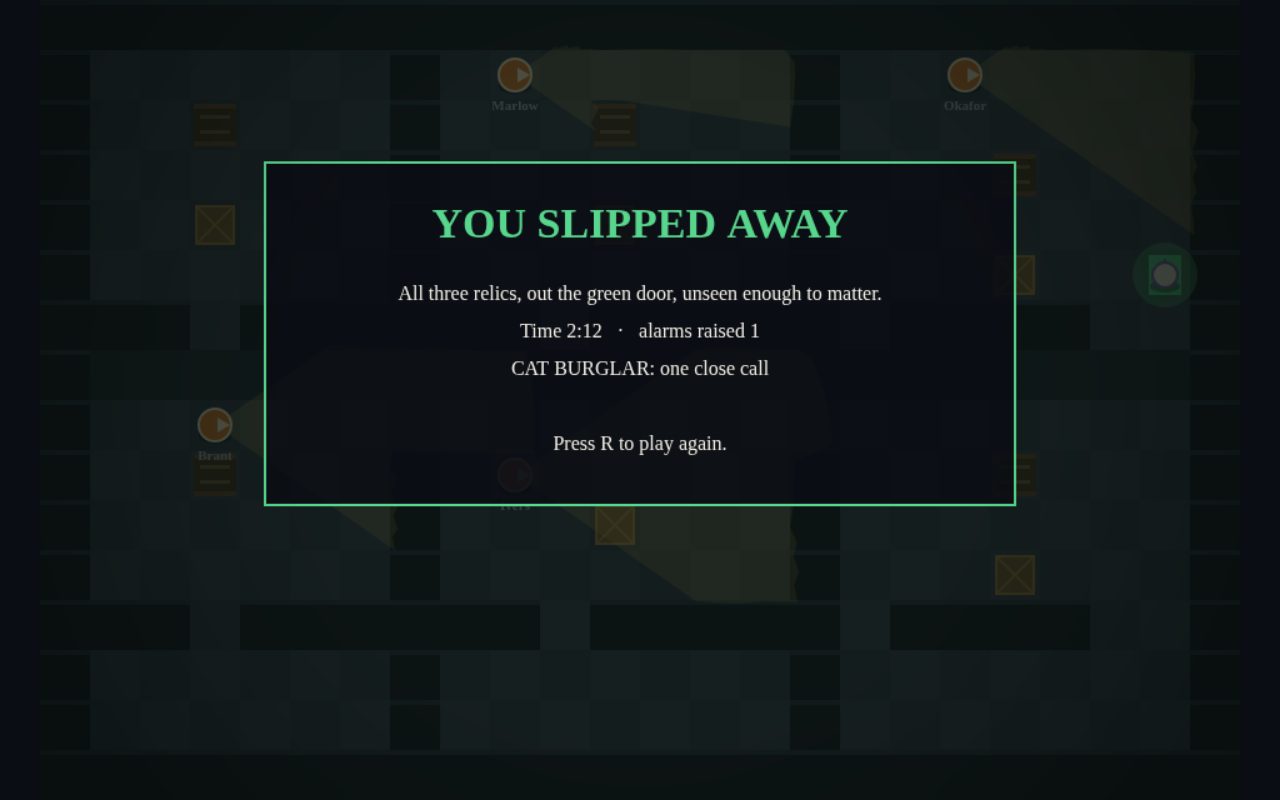 Marlow
Okafor
YOU SLIPPED AWAY
All three relics, out the green door, unseen enough to matter.
Time 2:12 · alarms raised 1
CAT BURGLAR: one close call
Press R to play again.
Brant